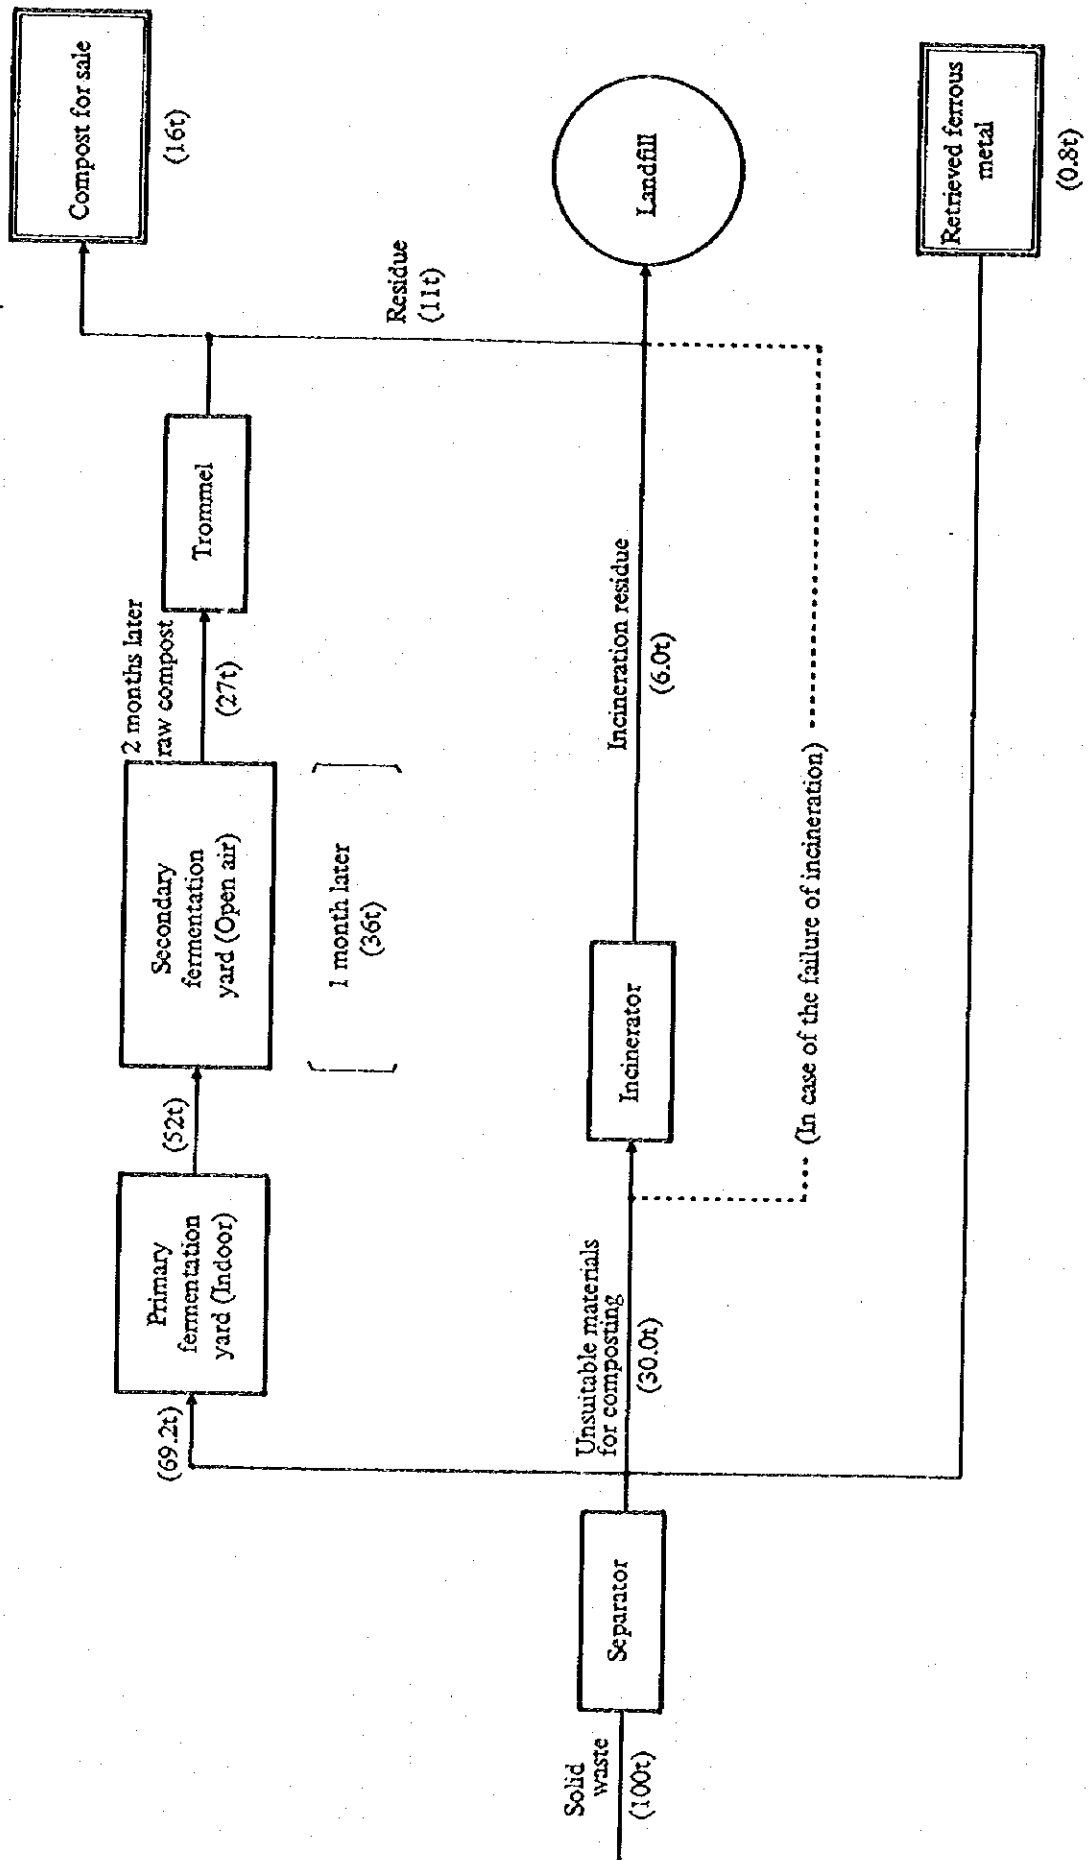 Solid
waste
(100t)
Separator
(69.2t)
Primary
fermentation
yard (Indoor)
(52t)
Secondary
fermentation
yard (Open air)
1 month later
(36t)
2 months later
raw compost
(27t)
Trommel
Compost for sale
(16t)
Residue
(11t)
Unsuitable materials
for composting
(30.0t)
Incinerator
Incineration residue
(6.0t)
Landfill
(In case of the failure of incineration)
Retrieved ferrous
metal
(0.8t)